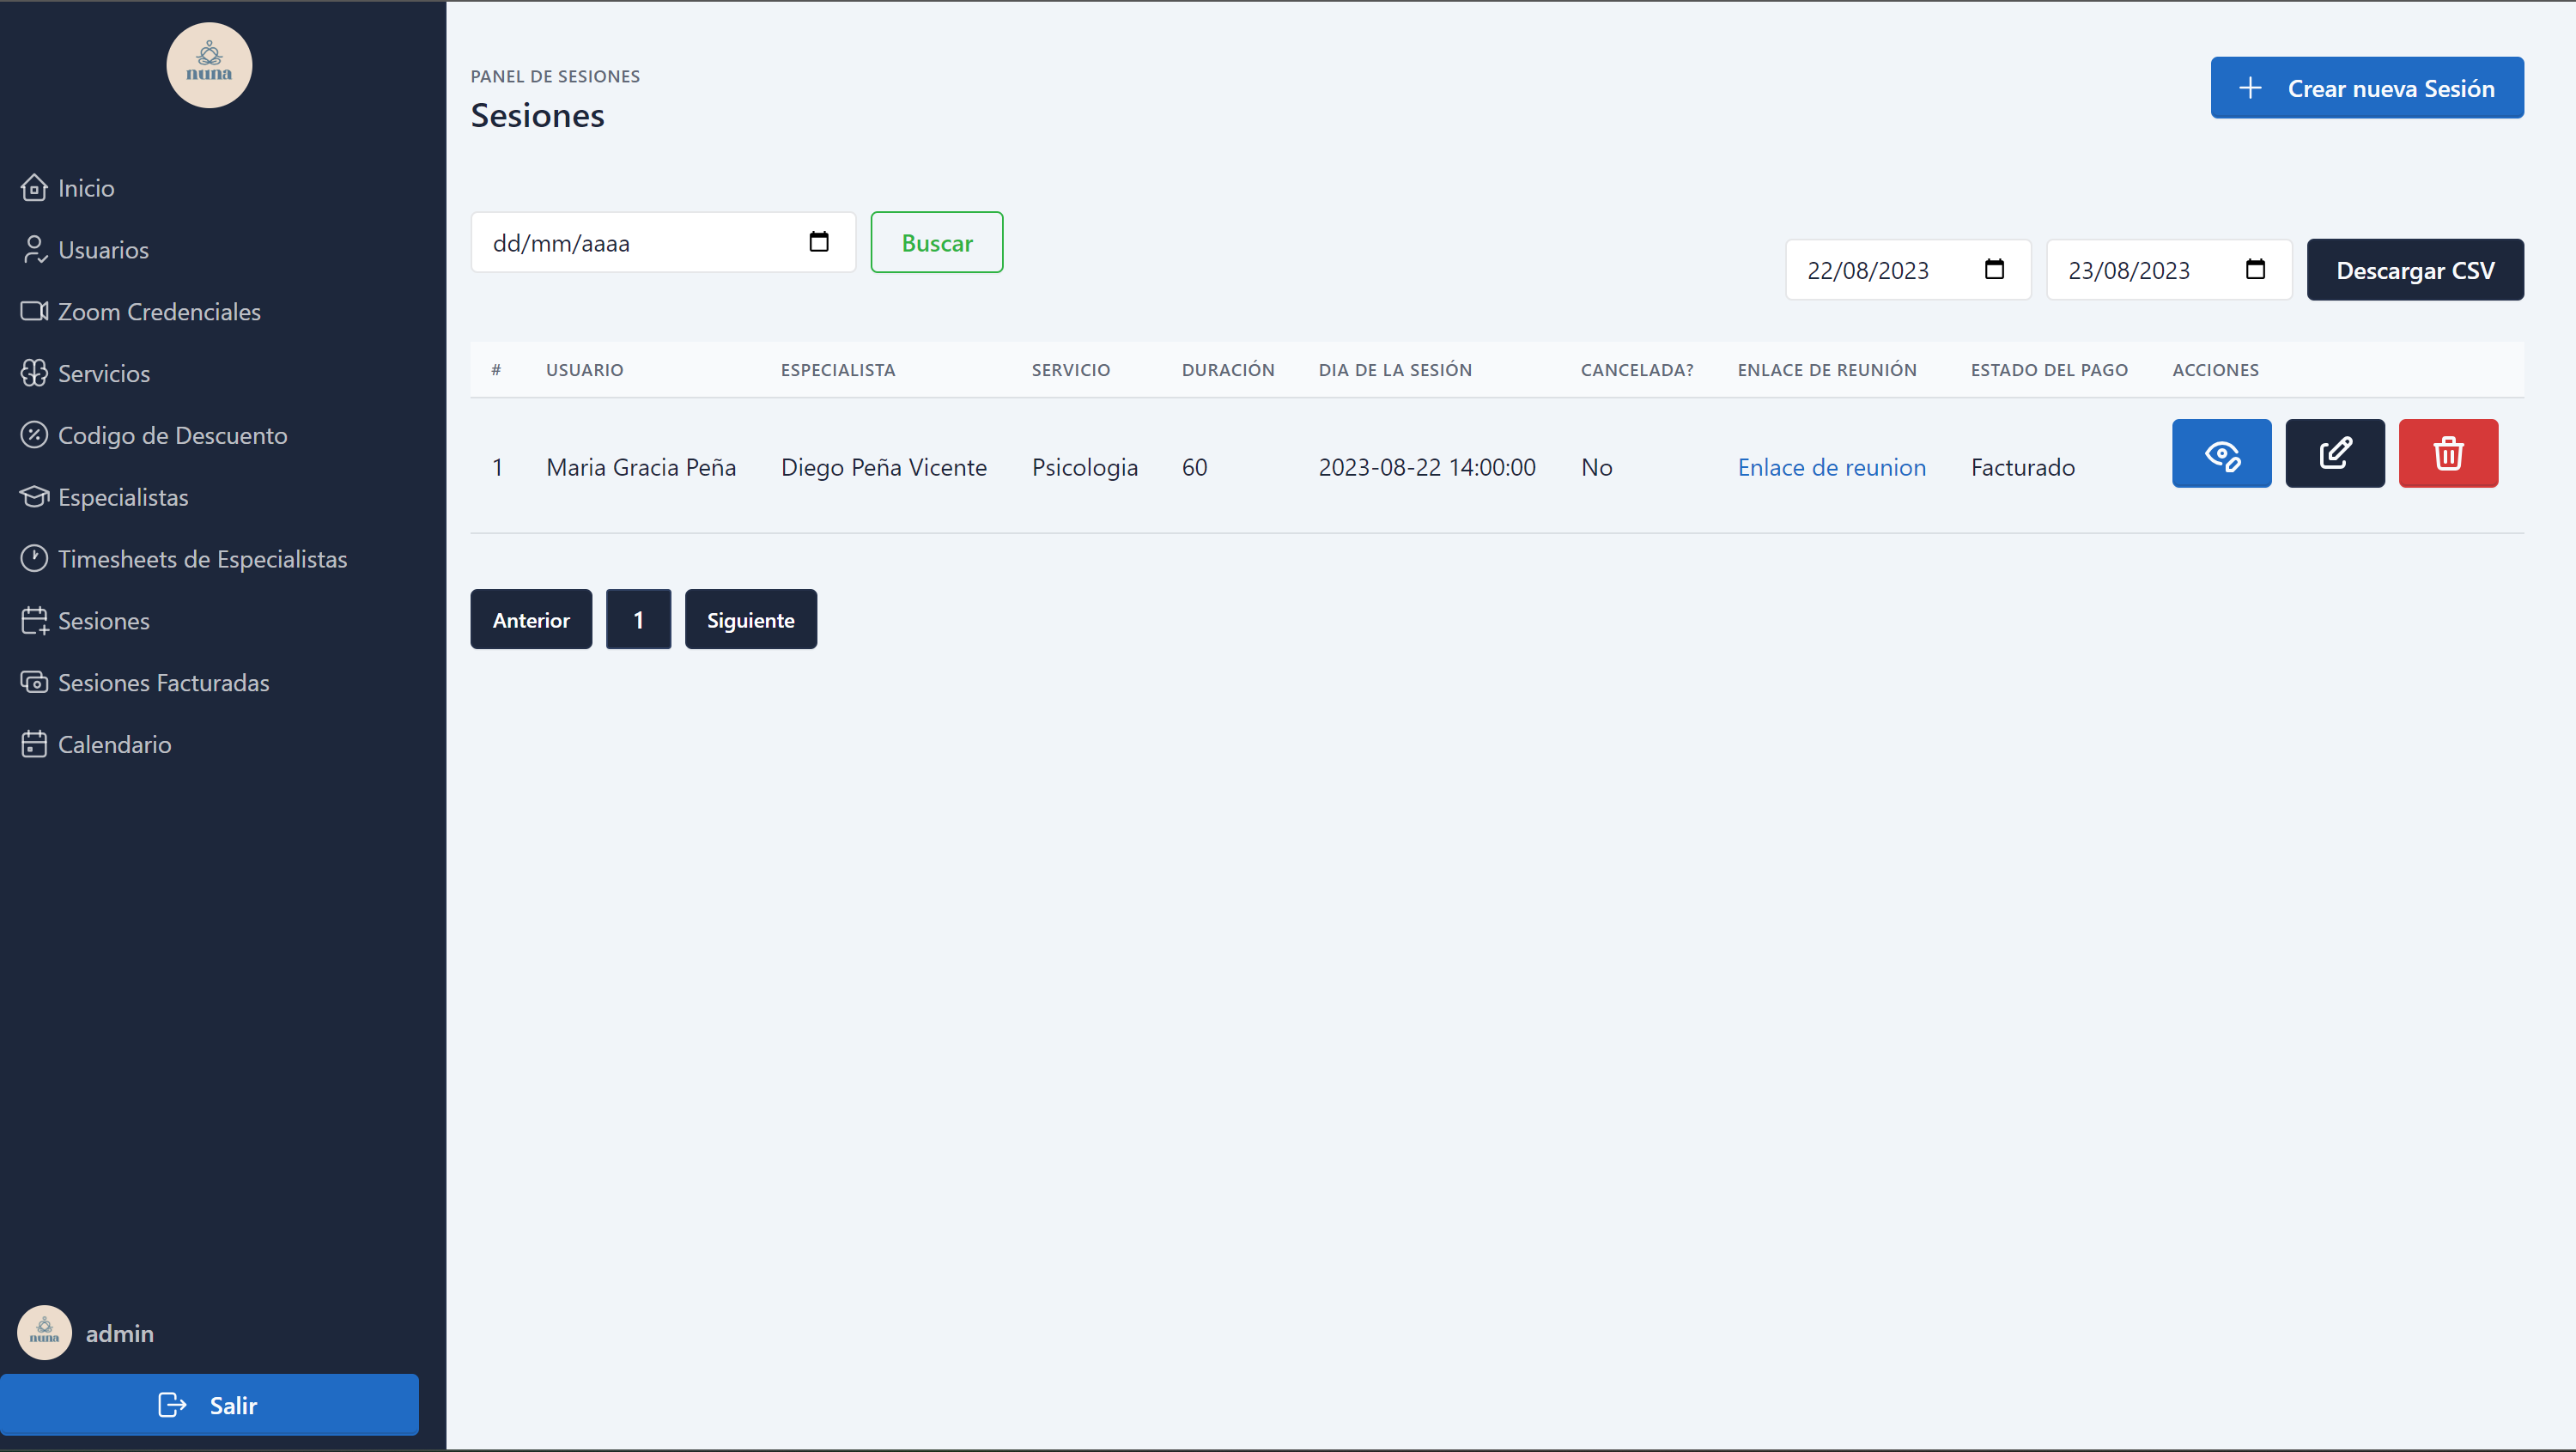 nuna
Inicio
Usuarios
Zoom Credenciales
Servicios
Codigo de Descuento
Especialistas
Timesheets de Especialistas
Sesiones
Sesiones Facturadas
Calendario
nuna admin
Salir
PANEL DE SESIONES
Sesiones
Crear nueva Sesión
dd/mm/aaaa Buscar
22/08/2023 23/08/2023 Descargar CSV
# USUARIO ESPECIALISTA SERVICIO DURACIÓN DIA DE LA SESIÓN CANCELADA? ENLACE DE REUNIÓN ESTADO DEL PAGO ACCIONES
1 Maria Gracia Peña Diego Peña Vicente Psicologia 60 2023-08-22 14:00:00 No Enlace de reunion Facturado
Anterior 1 Siguiente